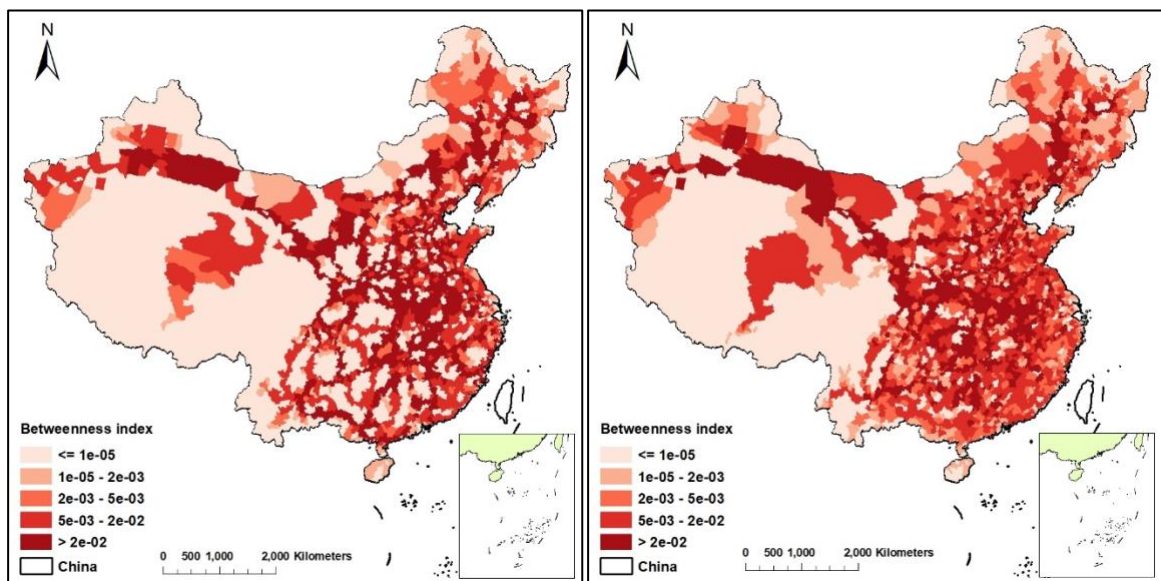 N
Betweenness index
<= 1e-05
1e-05 - 2e-03
2e-03 - 5e-03
5e-03 - 2e-02
> 2e-02
China
0 500 1,000 2,000 Kilometers
N
Betweenness index
<= 1e-05
1e-05 - 2e-03
2e-03 - 5e-03
5e-03 - 2e-02
> 2e-02
China
0 500 1,000 2,000 Kilometers